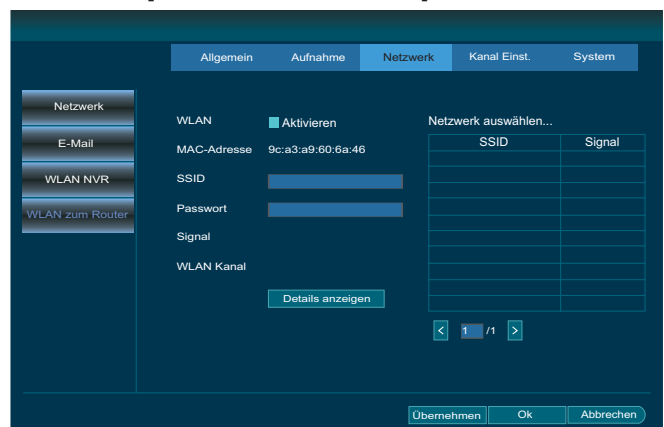 Allgemein Aufnahme Netzwerk Kanal Einst. System
Netzwerk
E-Mail
WLAN NVR
WLAN zum Router
WLAN Aktivieren
MAC-Adresse 9c:a3:a9:60:6a:46
SSID
Passwort
Signal
WLAN Kanal
Details anzeigen
Netzwerk auswählen...
SSID Signal
< 1 /1 >
Übernehmen Ok Abbrechen